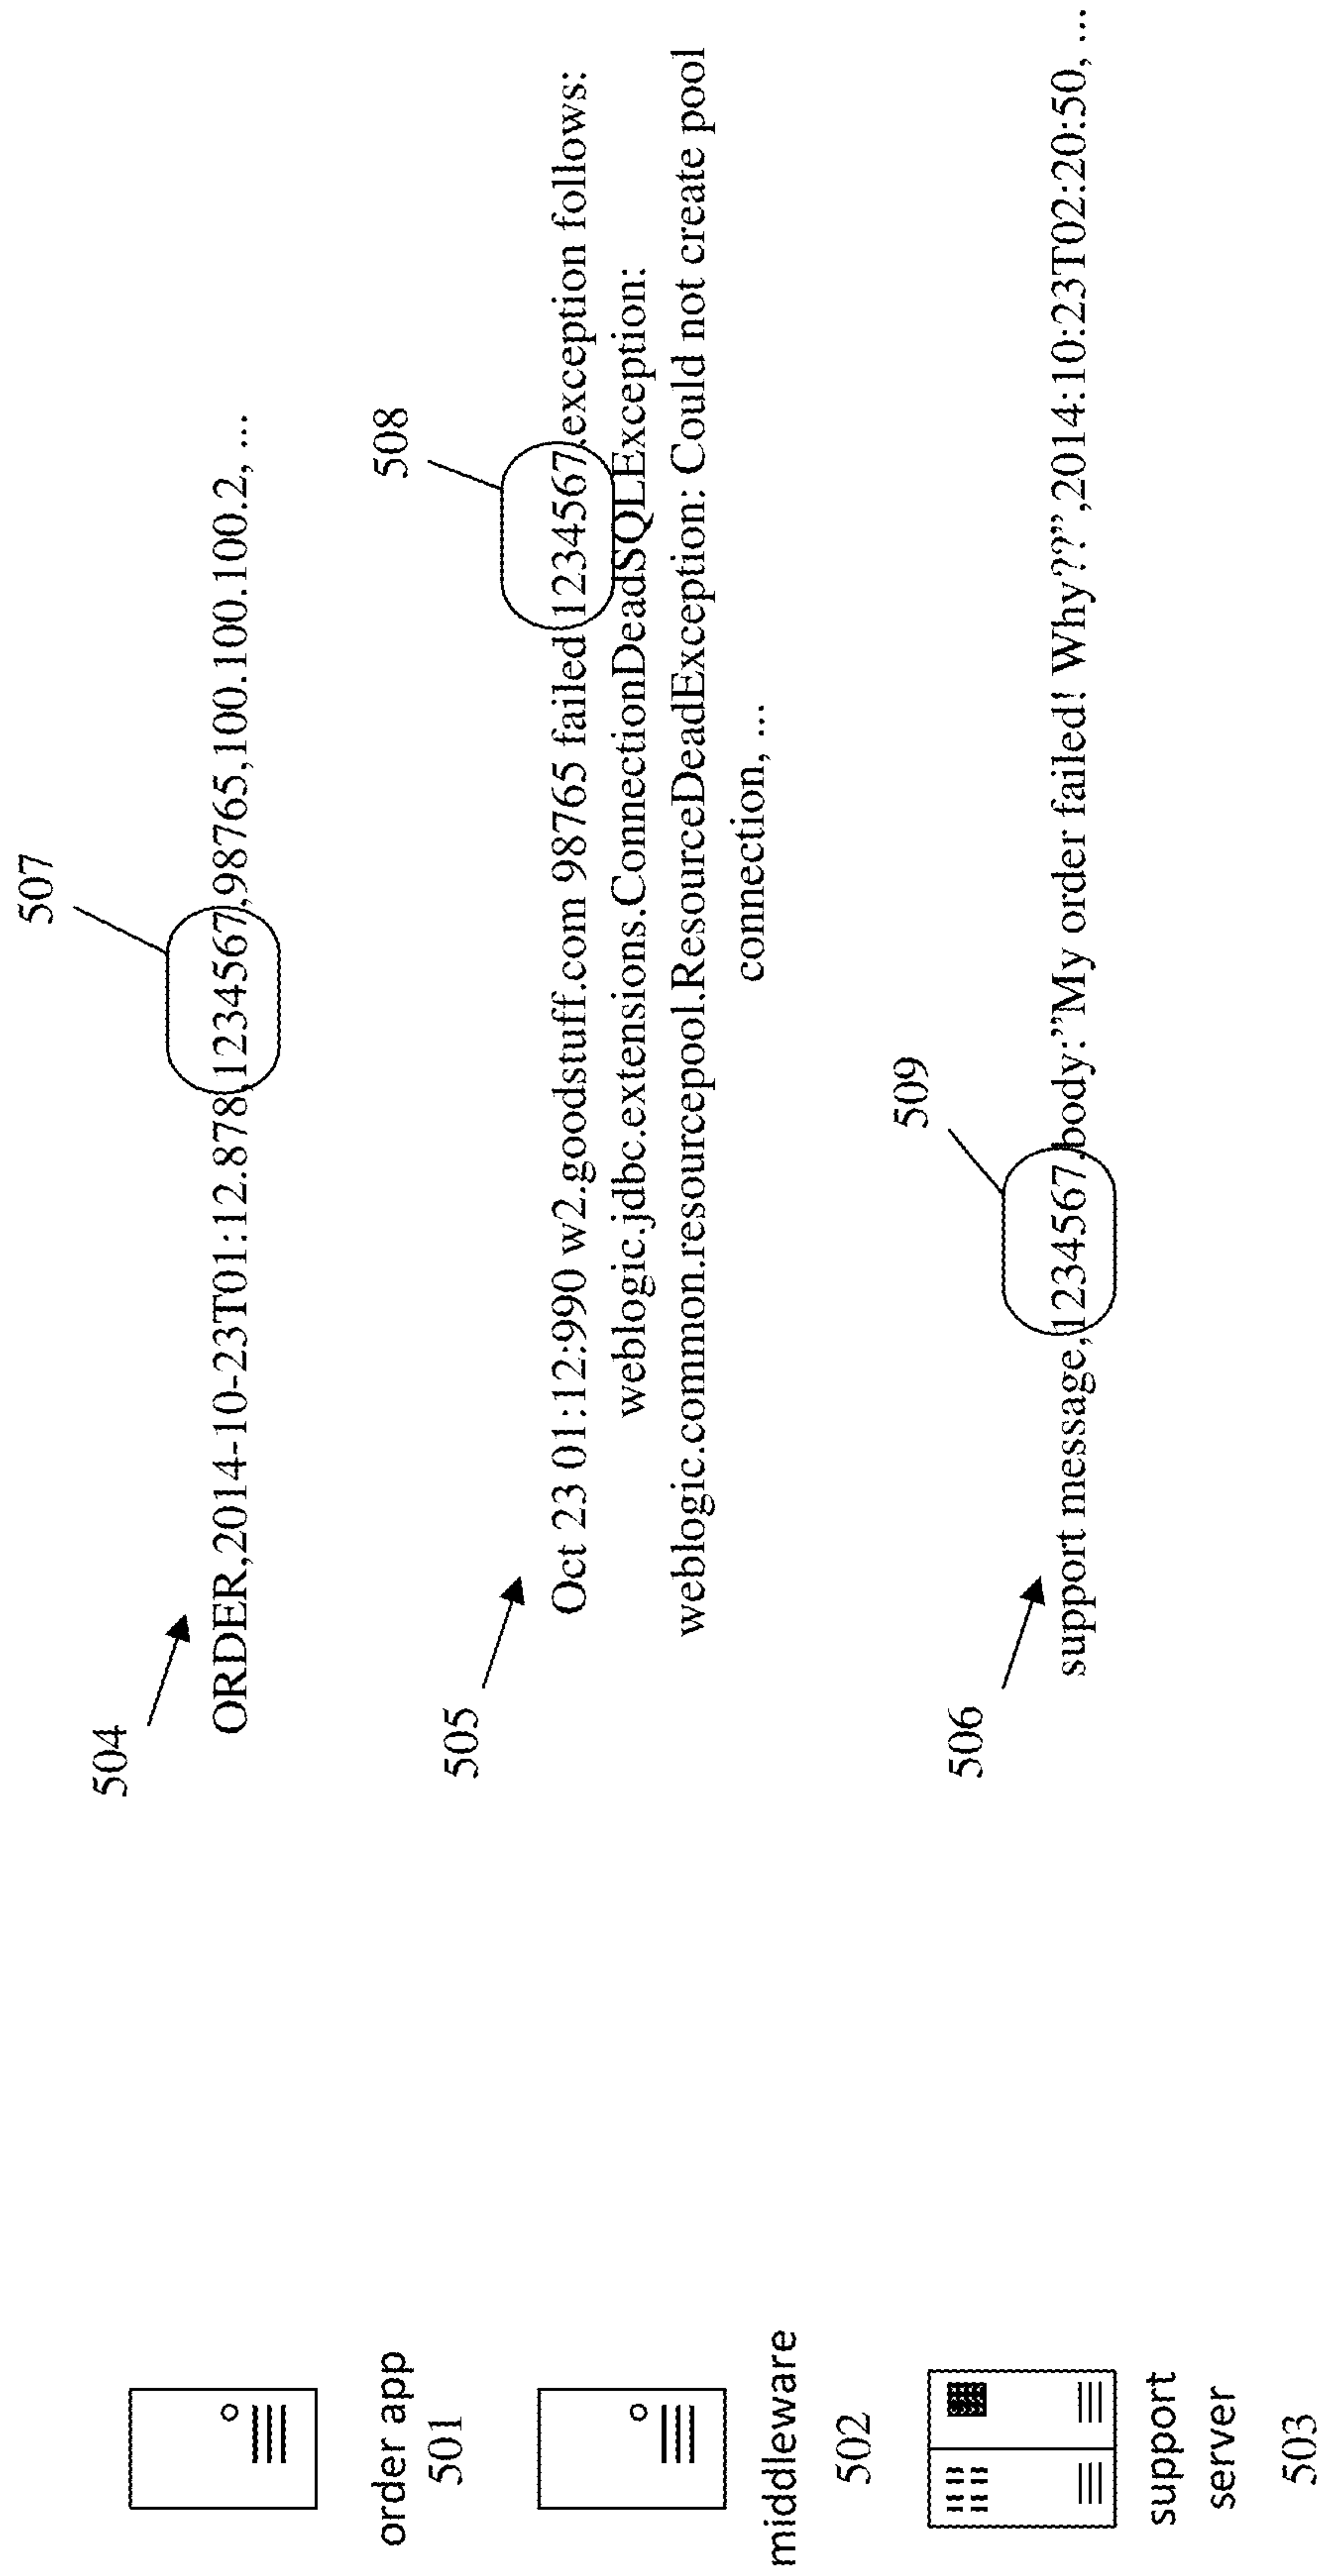 507
504
ORDER,2014-10-23T01:12.878,1234567,98765,100.100.100.2, ...
order app
501
508
505
Oct 23 01:12:990 w2.goodstuff.com 98765 failed 1234567.exception follows:
weblogic.jdbc.extensions.ConnectionDeadSQLException:
weblogic.common.resourcepool.ResourceDeadException: Could not create pool
connection, ...
middleware
502
509
506
support message,1234567.body:”My order failed! Why??”,2014:10:23T02:20:50, ...
support
server
503